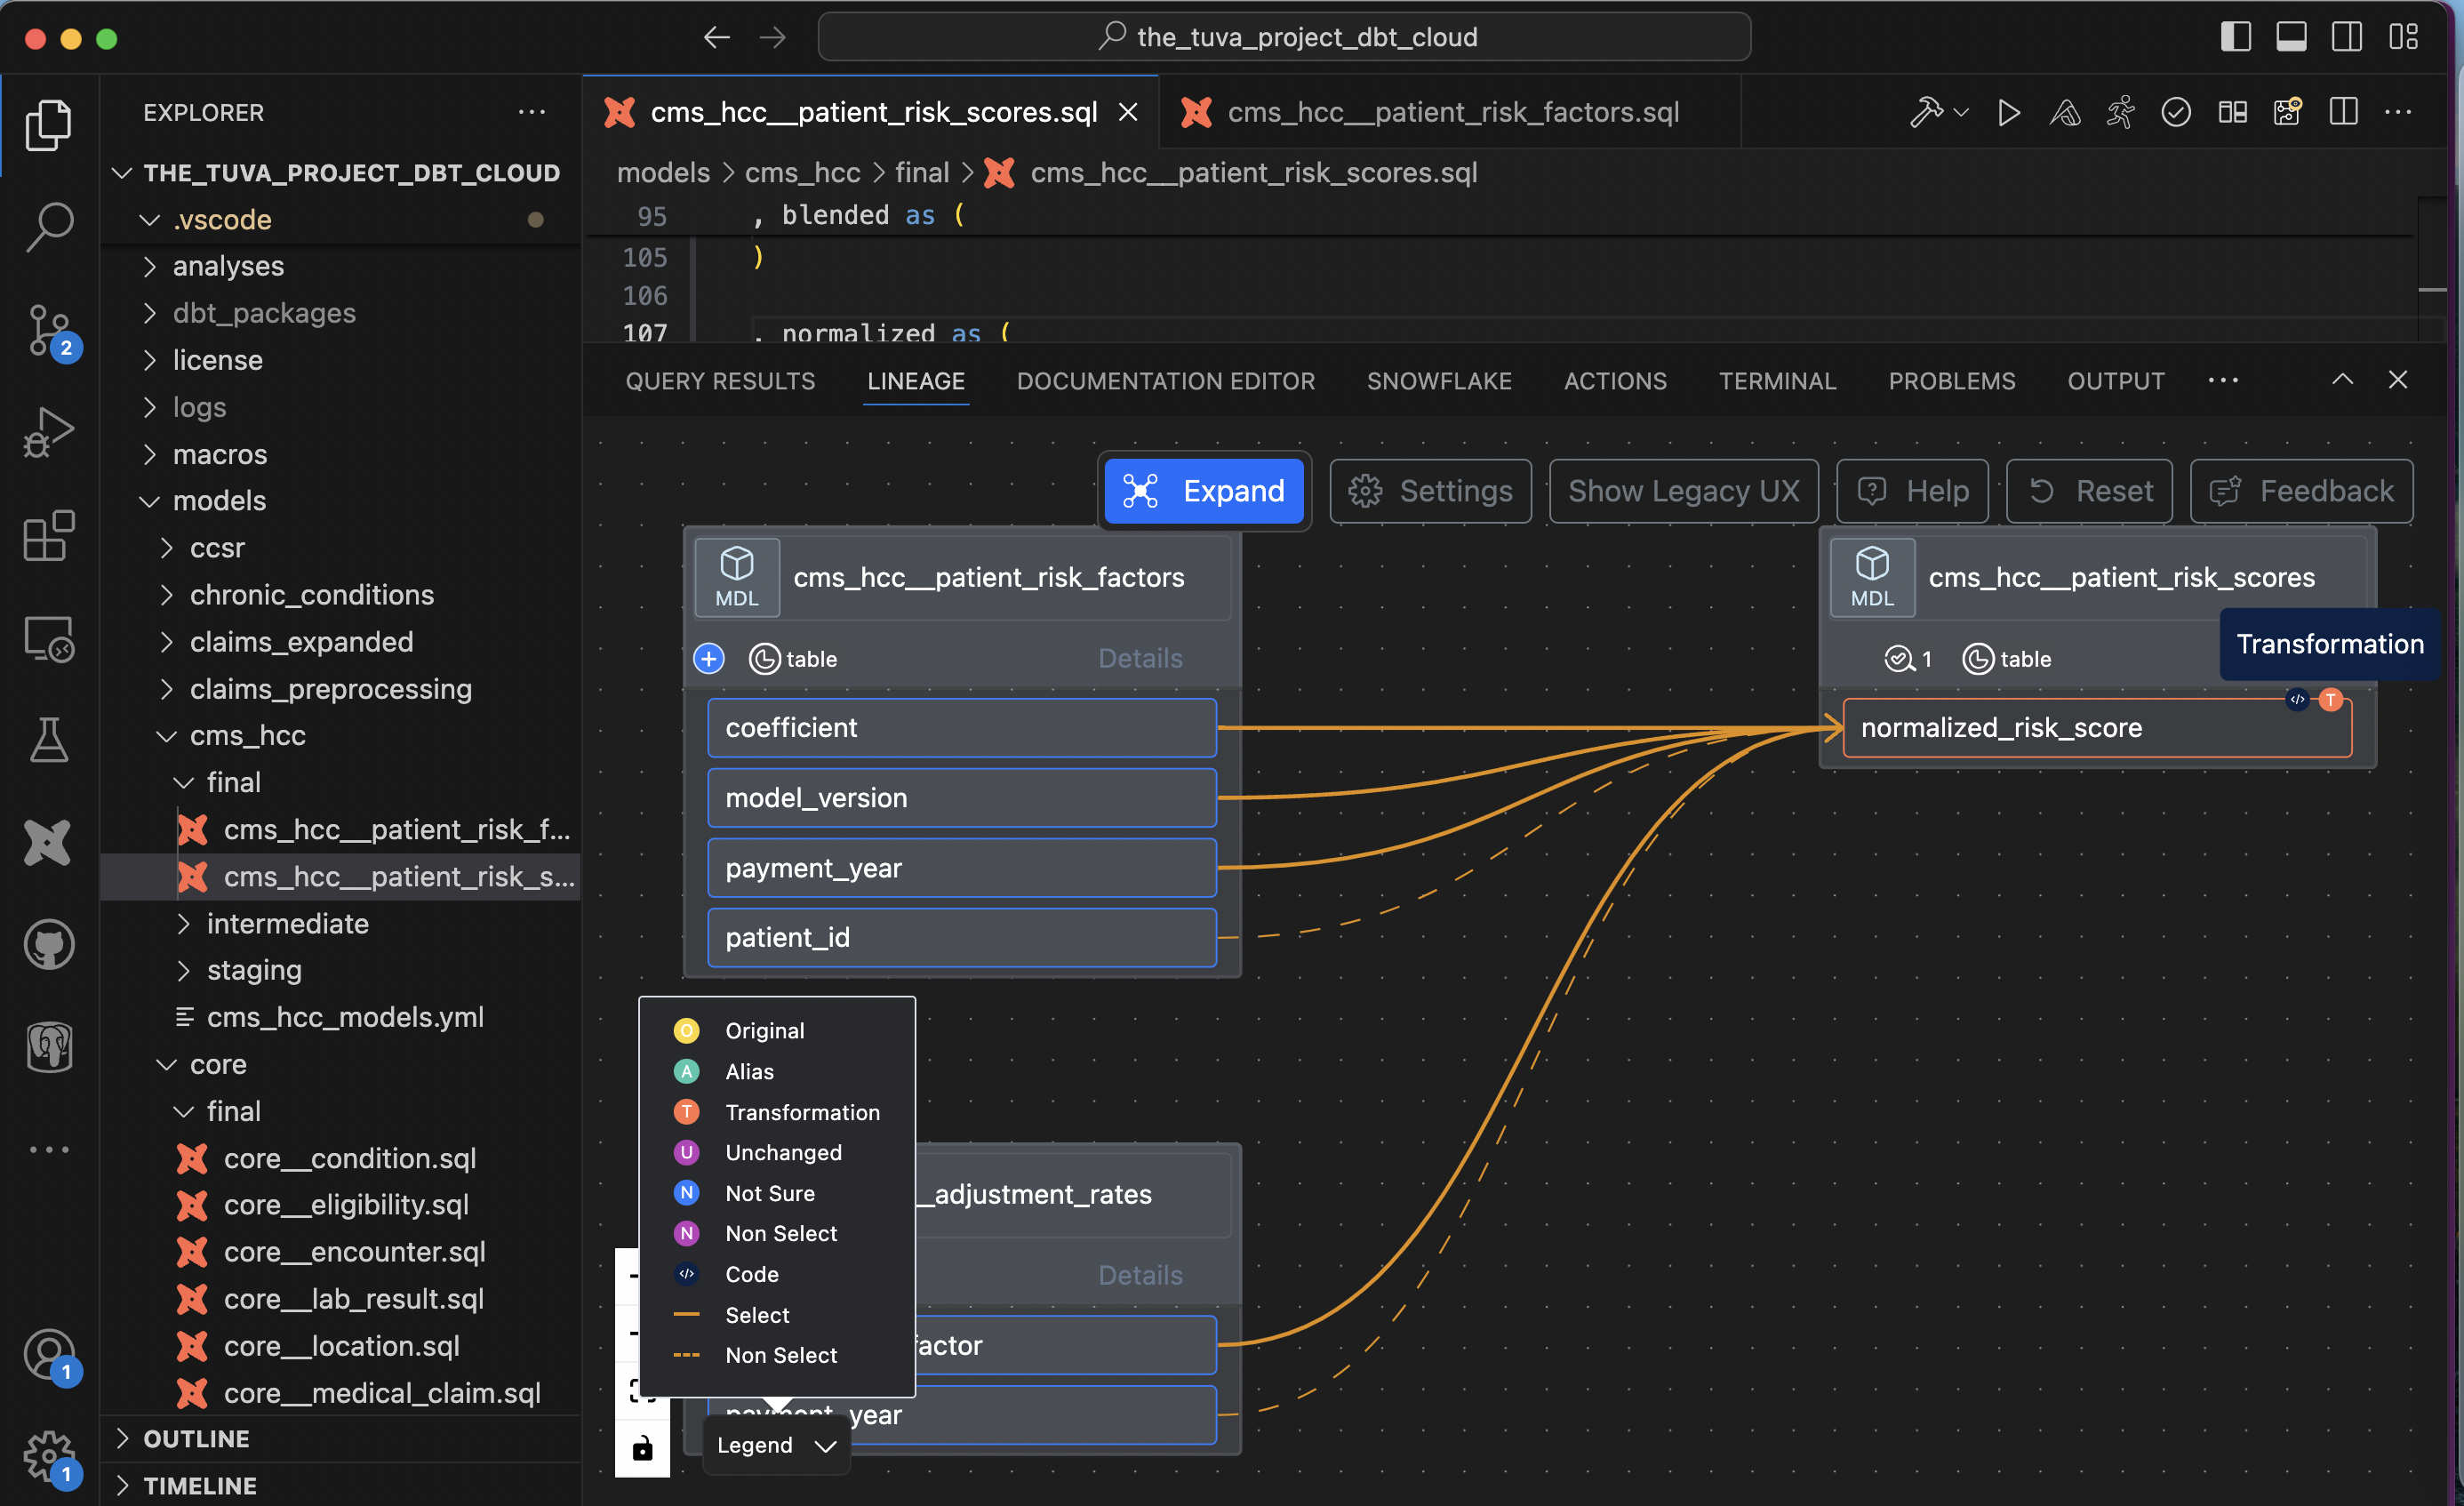 the_tuva_project_dbt_cloud
EXPLORER
THE_TUVA_PROJECT_DBT_CLOUD
.vscode
analyses
dbt_packages
license
logs
macros
models
ccsr
chronic_conditions
claims_expanded
claims_preprocessing
cms_hcc
final
cms_hcc__patient_risk_f...
cms_hcc__patient_risk_s...
intermediate
staging
cms_hcc_models.yml
core
final
core__condition.sql
core__eligibility.sql
core__encounter.sql
core__lab_result.sql
core__location.sql
core__medical_claim.sql
OUTLINE
TIMELINE
2
1
1
cms_hcc__patient_risk_scores.sql
cms_hcc__patient_risk_factors.sql
models > cms_hcc > final > cms_hcc__patient_risk_scores.sql
95 , blended as (
105 )
106
107 , normalized as (
QUERY RESULTS LINEAGE DOCUMENTATION EDITOR SNOWFLAKE ACTIONS TERMINAL PROBLEMS OUTPUT
Expand Settings Show Legacy UX Help Reset Feedback
MDL
cms_hcc__patient_risk_factors
table Details
coefficient
model_version
payment_year
patient_id
MDL
cms_hcc__patient_risk_scores
1 table
Transformation
T
normalized_risk_score
O Original
A Alias
T Transformation
U Unchanged
N Not Sure
N Non Select
</> Code
Select
Non Select
_adjustment_rates
Details
factor
payment_year
Legend